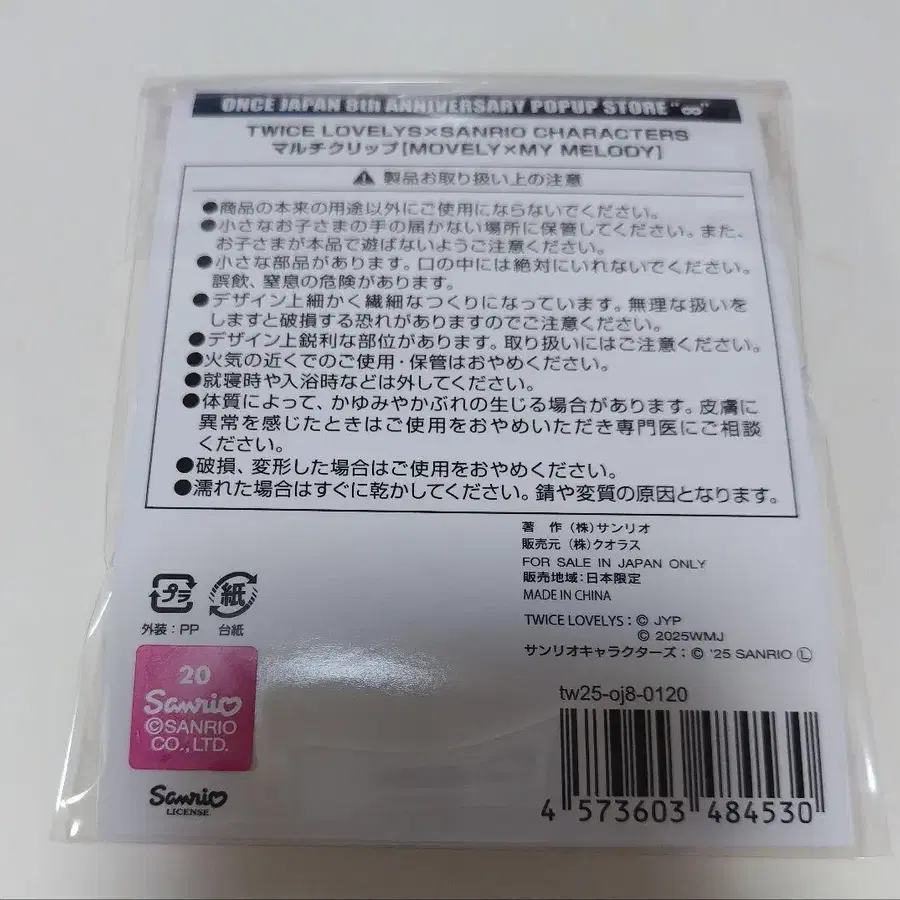 ONCE JAPAN 8th ANNIVERSARY POPUP STORE "∞"
TWICE LOVELYS×SANRIO CHARACTERS
マルチクリップ[MOVELY×MY MELODY]
⚠ 製品お取り扱い上の注意
●商品の本来の用途以外にご使用にならないでください。
●小さなお子さまの手の届かない場所に保管してください。また、
お子さまが本品で遊ばないようご注意ください。
●小さな部品があります。口の中には絶対にいれないでください。
誤飲、窒息の危険があります。
●デザイン上細かく繊細なつくりになっています。無理な扱いを
しますと破損する恐れがありますのでご注意ください。
●デザイン上鋭利な部位があります。取り扱いにはご注意ください。
●火気の近くでのご使用・保管はおやめください。
●就寝時や入浴時などは外してください。
●体質によって、かゆみやかぶれの生じる場合があります。皮膚に
異常を感じたときはご使用をおやめいただき専門医にご相談
ください。
●破損、変形した場合はご使用をおやめください。
●濡れた場合はすぐに乾かしてください。錆や変質の原因となります。
著 作 (株)サンリオ
販売元 (株)クオラス
FOR SALE IN JAPAN ONLY
販売地域:日本限定
MADE IN CHINA
TWICE LOVELYS:© JYP
© 2025WMJ
サンリオキャラクターズ:© '25 SANRIO Ⓛ
プラ 紙
外装:PP 台紙
20
Sanrio
©SANRIO
CO.,LTD.
Sanrio
LICENSE
tw25-oj8-0120
4 573603 484530